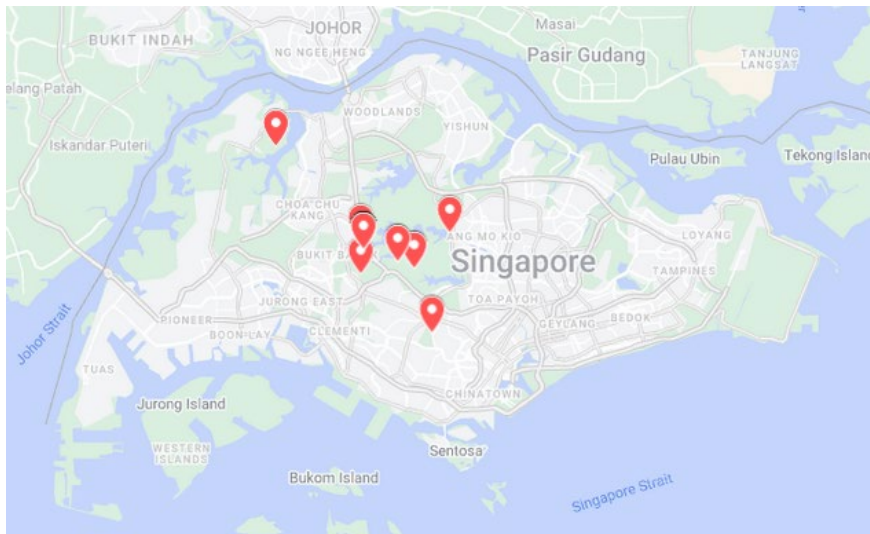 Masai
JOHOR
BUKIT INDAH
NG NGEE HENG
Pasir Gudang
TANJUNG
LANGSAT
elang Patah
WOODLANDS
YISHUN
Iskandar Puteri
Pulau Ubin
Tekong Island
CHOA CHU
KANG
ANG MO KIO
LOYANG
BUKIT BA
Singapore
TAMPINES
JURONG EAST
TOA PAYOH
PIONEER
BOON LAY
CLEMENTI
GEYLANG
BEDOK
Johor Strait
TUAS
CHINATOWN
Jurong Island
WESTERN
ISLANDS
Sentosa
Bukom Island
Singapore Strait